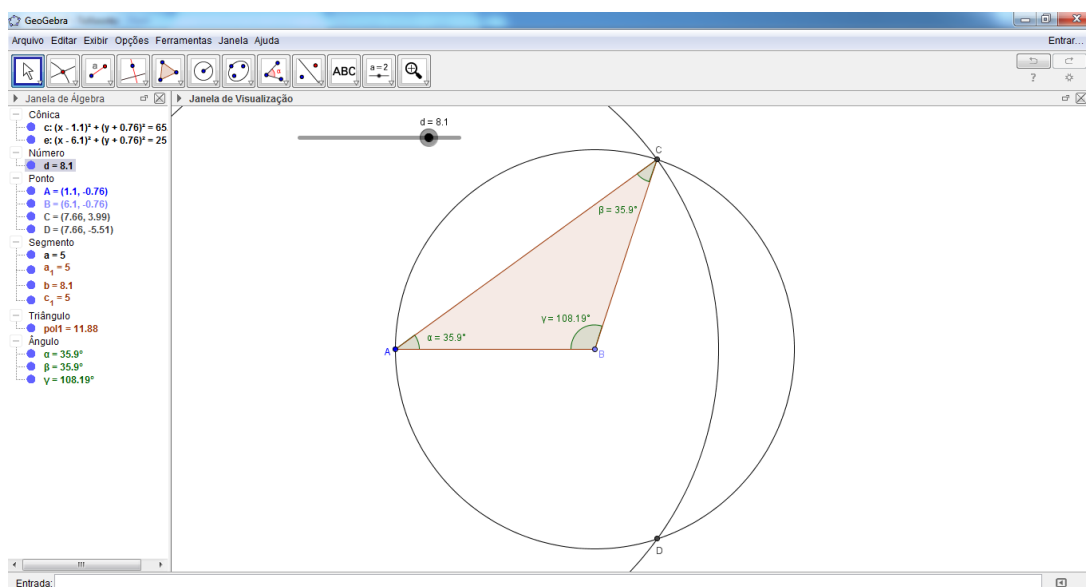 GeoGebra
Arquivo Editar Exibir Opções Ferramentas Janela Ajuda
Entrar...
ABC
a = 2
?
Janela de Álgebra
Janela de Visualização
Cônica
c: (x - 1.1)² + (y + 0.76)² = 65
e: (x - 6.1)² + (y + 0.76)² = 25
Número
d = 8.1
Ponto
A = (1.1, -0.76)
B = (6.1, -0.76)
C = (7.66, 3.99)
D = (7.66, -5.51)
Segmento
a = 5
a₁ = 5
b = 8.1
c₁ = 5
Triângulo
pol1 = 11.88
Ângulo
α = 35.9°
β = 35.9°
γ = 108.19°
d = 8.1
C
β = 35.9°
γ = 108.19°
α = 35.9°
A
B
D
Entrada: